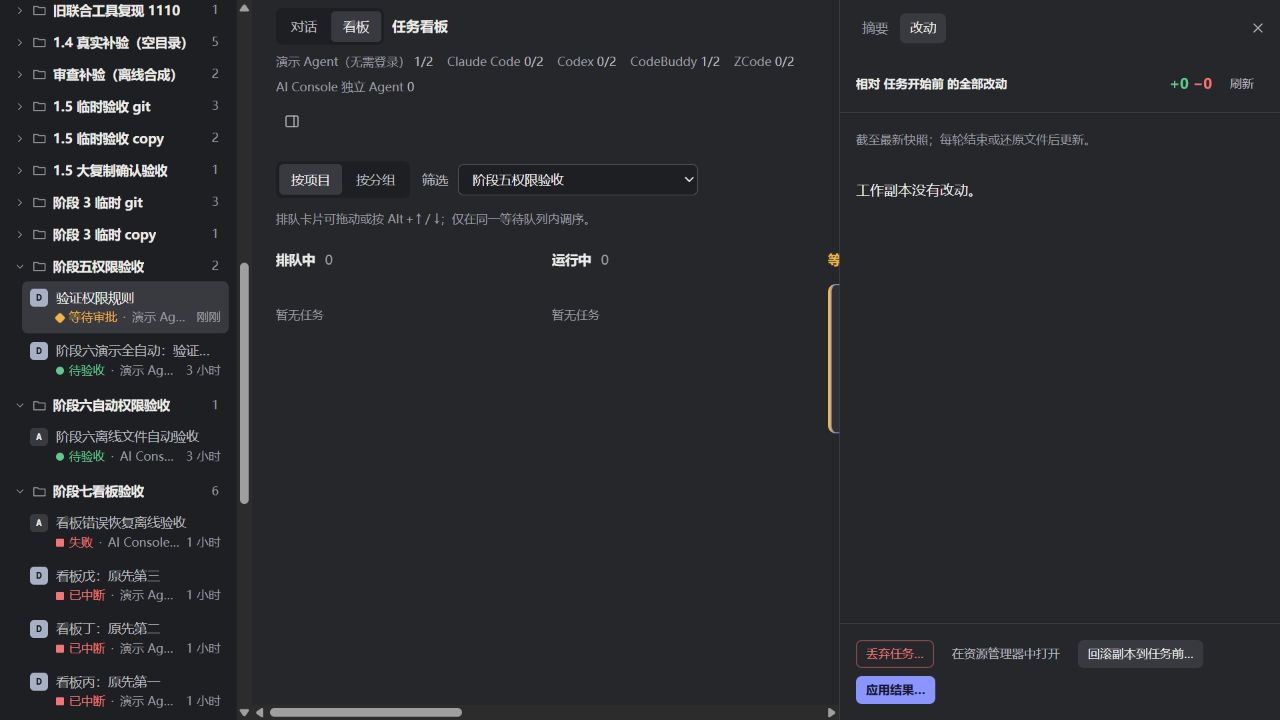 旧联合工具复现 1110 1
1.4 真实补验（空目录） 5
审查补验（离线合成） 2
1.5 临时验收 git 3
1.5 临时验收 copy 2
1.5 大复制确认验收 1
阶段 3 临时 git 3
阶段 3 临时 copy 1
阶段五权限验收 2
D 验证权限规则
等待审批 · 演示 Ag... 刚刚
D 阶段六演示全自动：验证...
待验收 · 演示 Ag... 3 小时
阶段六自动权限验收 1
A 阶段六离线文件自动验收
待验收 · AI Cons... 3 小时
阶段七看板验收 6
A 看板错误恢复离线验收
失败 · AI Console... 1 小时
D 看板戊：原先第三
已中断 · 演示 Ag... 1 小时
D 看板丁：原先第二
已中断 · 演示 Ag... 1 小时
D 看板丙：原先第一
已中断 · 演示 Ag... 1 小时
对话 看板 任务看板
演示 Agent（无需登录） 1/2 Claude Code 0/2 Codex 0/2 CodeBuddy 1/2 ZCode 0/2
AI Console 独立 Agent 0
按项目 按分组 筛选 阶段五权限验收
排队卡片可拖动或按 Alt +↑ / ↓；仅在同一等待队列内调序。
排队中 0 运行中 0 等
暂无任务 暂无任务
摘要 改动
相对 任务开始前 的全部改动 +0 −0 刷新
截至最新快照；每轮结束或还原文件后更新。
工作副本没有改动。
丢弃任务... 在资源管理器中打开 回滚副本到任务前...
应用结果...